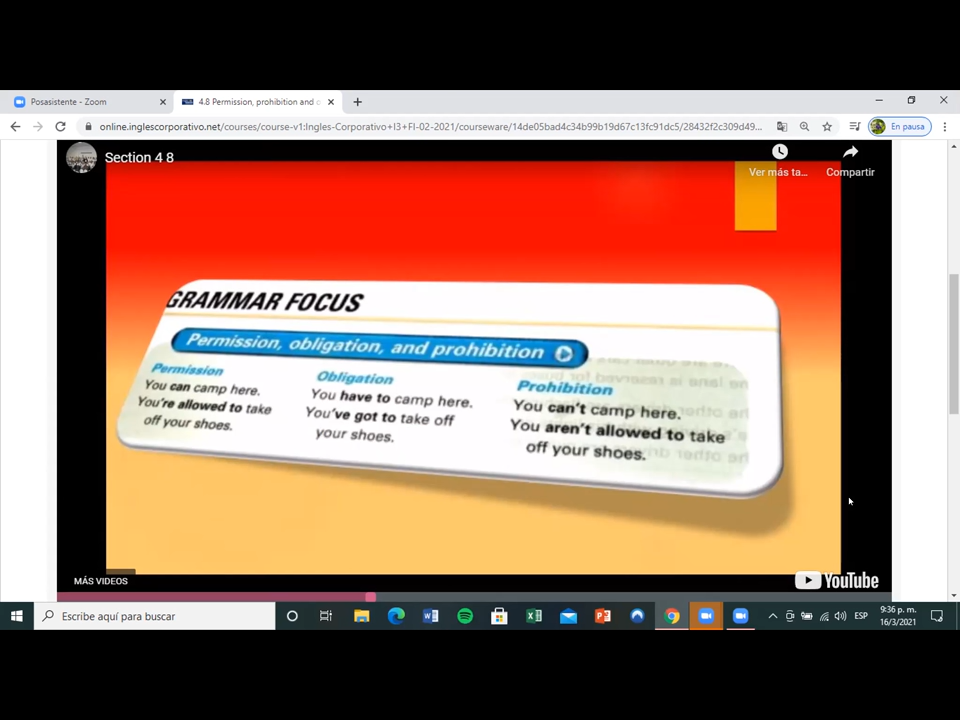 Posasistente - Zoom
4.8 Permission, prohibition and o
online.inglescorporativo.net/courses/course-v1:Ingles-Corporativo+I3+FI-02-2021/courseware/14de05bad4c34b99b19d67c13fc91dc5/28432f2c309d49...
En pausa
Section 4 8
Ver más ta...
Compartir
GRAMMAR FOCUS
Permission, obligation, and prohibition
Permission
You can camp here.
You're allowed to take
off your shoes.
Obligation
You have to camp here.
You've got to take off
your shoes.
Prohibition
You can't camp here.
You aren't allowed to take
off your shoes.
MÁS VIDEOS
YouTube
Escribe aquí para buscar
ESP
9:36 p. m.
16/3/2021